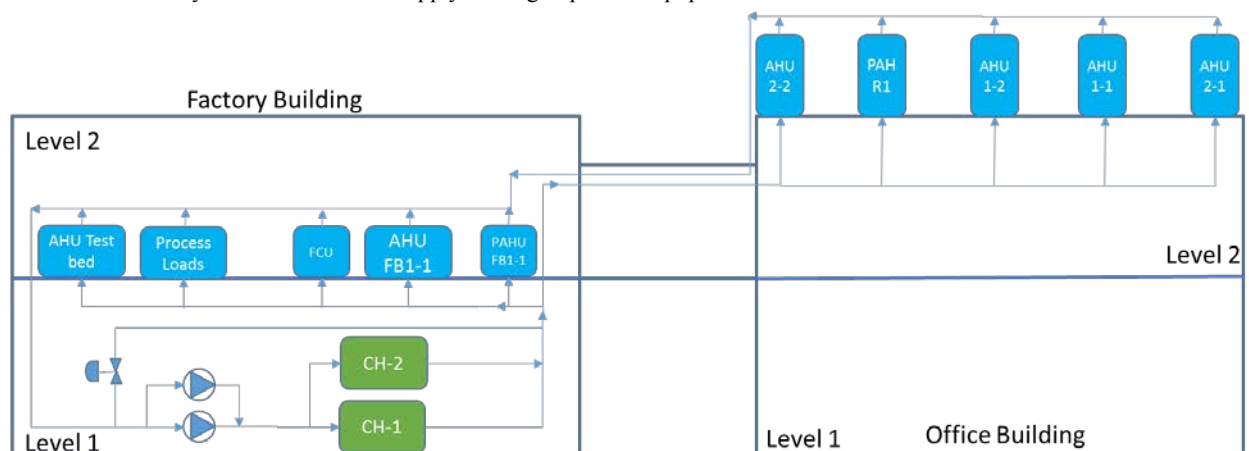 AHU
2-2
PAH
R1
AHU
1-2
AHU
1-1
AHU
2-1
Factory Building
Level 2
AHU Test
bed
Process
Loads
FCU
AHU
FB1-1
PAHU
FB1-1
Level 2
CH-2
CH-1
Level 1
Level 1
Office Building